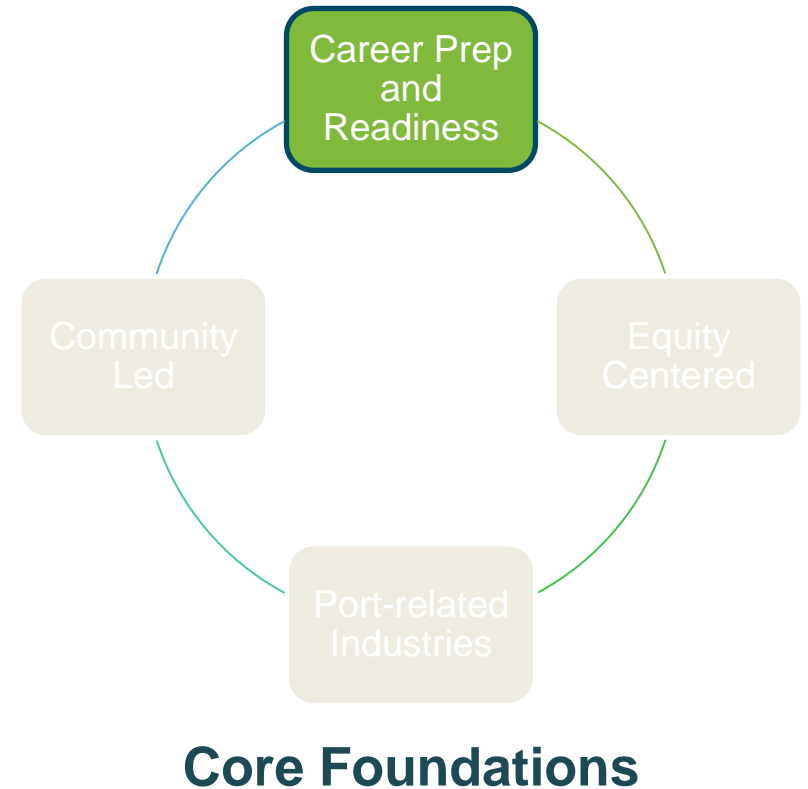 Career Prep
and
Readiness
Community
Led
Equity
Centered
Port-related
Industries
Core Foundations